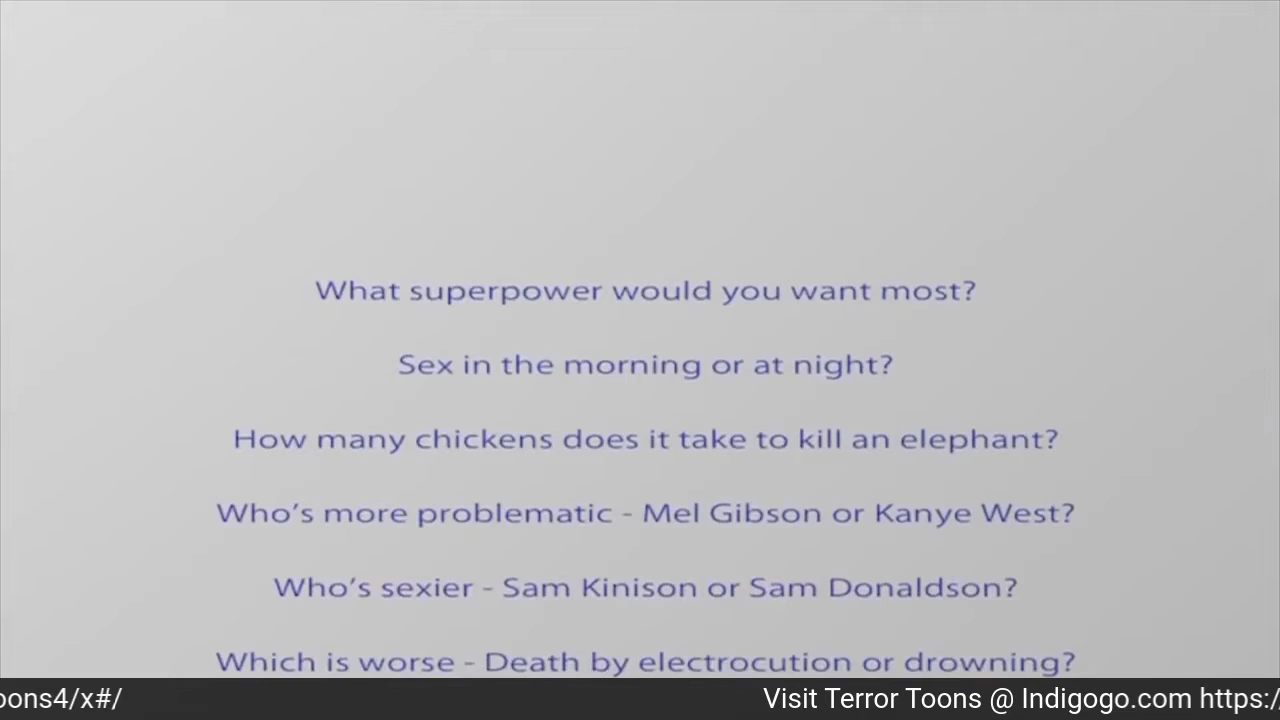 What superpower would you want most?
Sex in the morning or at night?
How many chickens does it take to kill an elephant?
Who’s more problematic - Mel Gibson or Kanye West?
Who’s sexier - Sam Kinison or Sam Donaldson?
Which is worse - Death by electrocution or drowning?
oons4/x#/ Visit Terror Toons @ Indigogo.com https:/